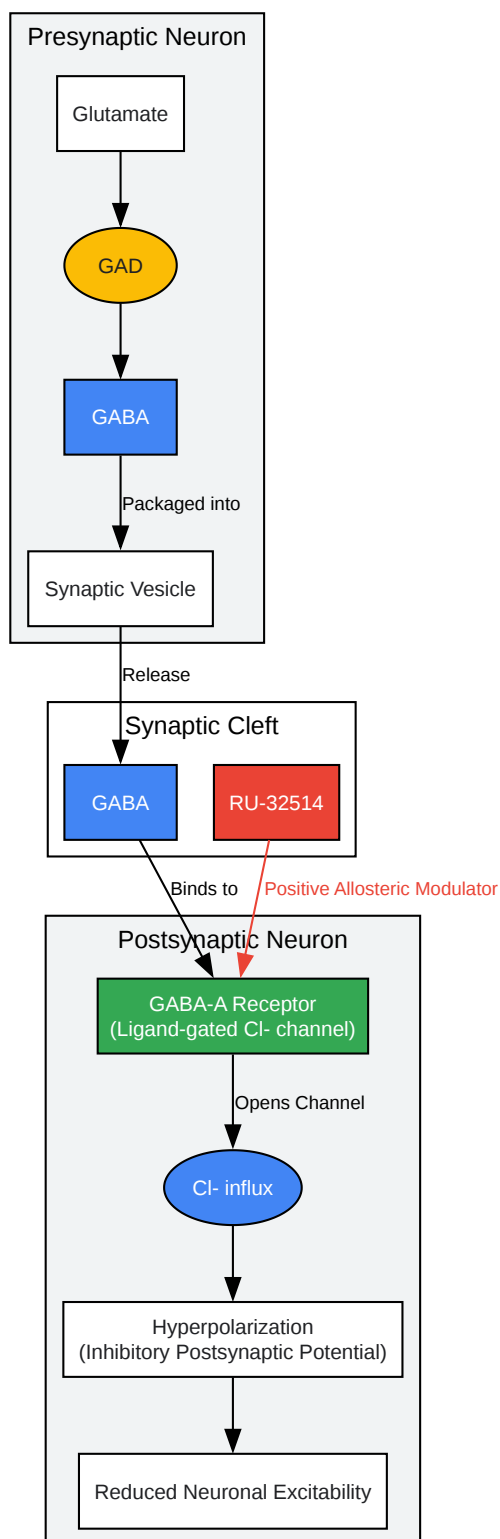 Presynaptic Neuron
Glutamate
GAD
GABA
Packaged into
Synaptic Vesicle
Release
Synaptic Cleft
GABA
RU-32514
Binds to
Positive Allosteric Modulator
Postsynaptic Neuron
GABA-A Receptor
(Ligand-gated Cl- channel)
Opens Channel
Cl- influx
Hyperpolarization
(Inhibitory Postsynaptic Potential)
Reduced Neuronal Excitability